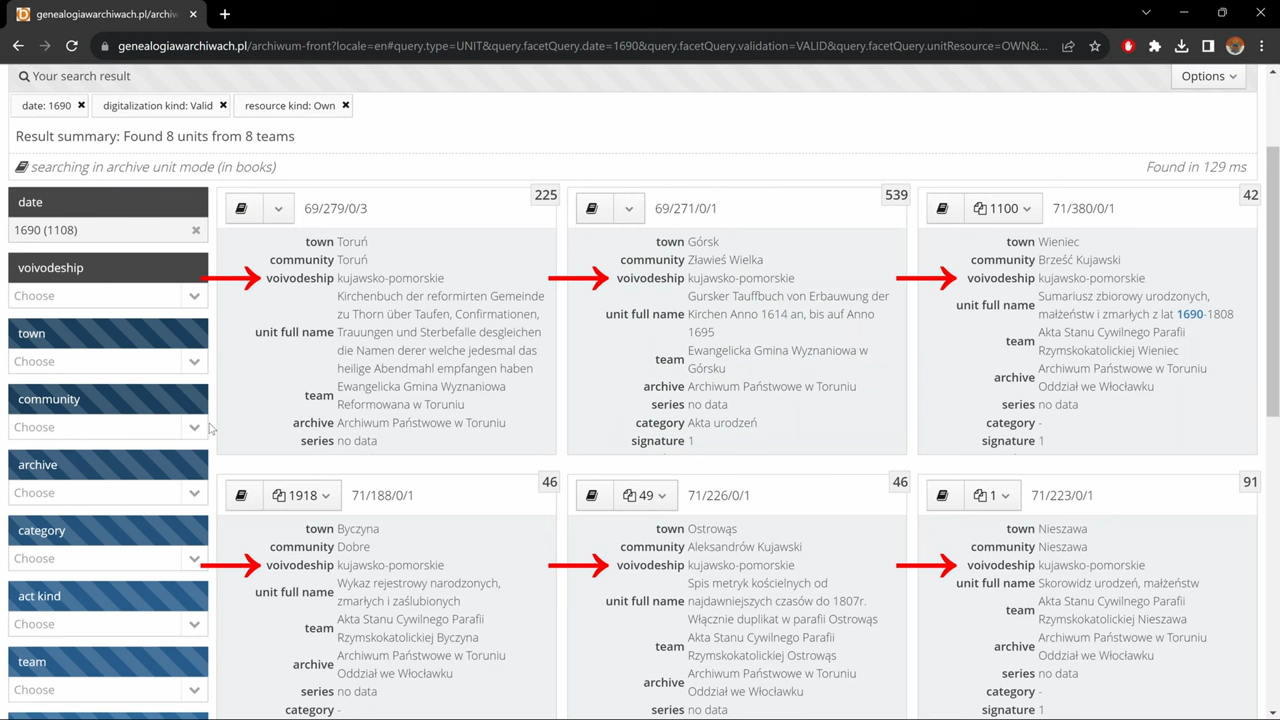 genealogiawarchiwach.pl/archiw
genealogiawarchiwach.pl/archiwum-front?locale=en#query.type=UNIT&query.facetQuery.date=1690&query.facetQuery.validation=VALID&query.facetQuery.unitResource=OWN&...
Your search result
Options
date: 1690
digitalization kind: Valid
resource kind: Own
Result summary: Found 8 units from 8 teams
searching in archive unit mode (in books)
Found in 129 ms
date
1690 (1108)
voivodeship
Choose
town
Choose
community
Choose
archive
Choose
category
Choose
act kind
Choose
team
Choose
69/279/0/3
225
town Toruń
community Toruń
voivodeship kujawsko-pomorskie
unit full name Kirchenbuch der reformirten Gemeinde
zu Thorn über Taufen, Confirmationen,
Trauungen und Sterbefalle desgleichen
die Namen derer welche jedesmal das
heilige Abendmahl empfangen haben
team Ewangelicka Gmina Wyznaniowa
Reformowana w Toruniu
archive Archiwum Państwowe w Toruniu
series no data
69/271/0/1
539
town Górsk
community Zławieś Wielka
voivodeship kujawsko-pomorskie
unit full name Gursker Tauffbuch von Erbauwung der
Kirchen Anno 1614 an, bis auf Anno
1695
team Ewangelicka Gmina Wyznaniowa w
Górsku
archive Archiwum Państwowe w Toruniu
series no data
category Akta urodzeń
signature 1
1100
71/380/0/1
42
town Wieniec
community Brześć Kujawski
voivodeship kujawsko-pomorskie
unit full name Sumariusz zbiorowy urodzonych,
małżeństw i zmarłych z lat 1690-1808
team Akta Stanu Cywilnego Parafii
Rzymskokatolickiej Wieniec
archive Archiwum Państwowe w Toruniu
Oddział we Włocławku
series no data
category -
signature 1
1918
71/188/0/1
46
town Byczyna
community Dobre
voivodeship kujawsko-pomorskie
unit full name Wykaz rejestrowy narodzonych,
zmarłych i zaślubionych
team Akta Stanu Cywilnego Parafii
Rzymskokatolickiej Byczyna
archive Archiwum Państwowe w Toruniu
Oddział we Włocławku
series no data
category -
49
71/226/0/1
46
town Ostrowąs
community Aleksandrów Kujawski
voivodeship kujawsko-pomorskie
unit full name Spis metryk kościelnych od
najdawniejszych czasów do 1807r.
Włącznie duplikat w parafii Ostrowąs
team Akta Stanu Cywilnego Parafii
Rzymskokatolickiej Ostrowąs
archive Archiwum Państwowe w Toruniu
Oddział we Włocławku
series no data
1
71/223/0/1
91
town Nieszawa
community Nieszawa
voivodeship kujawsko-pomorskie
unit full name Skorowidz urodzeń, małżeństw
team Akta Stanu Cywilnego Parafii
Rzymskokatolickiej Nieszawa
archive Archiwum Państwowe w Toruniu
Oddział we Włocławku
series no data
category -
signature 1